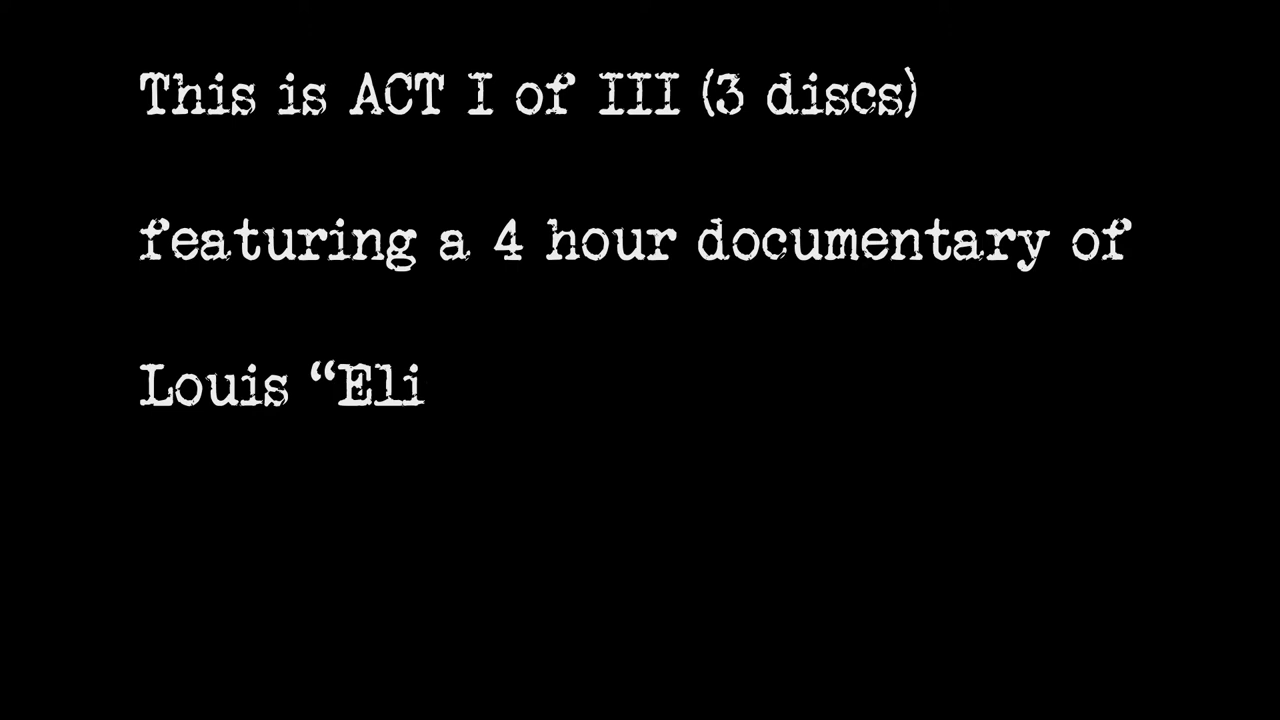 This is ACT I of III (3 discs)
featuring a 4 hour documentary of
Louis “Eli